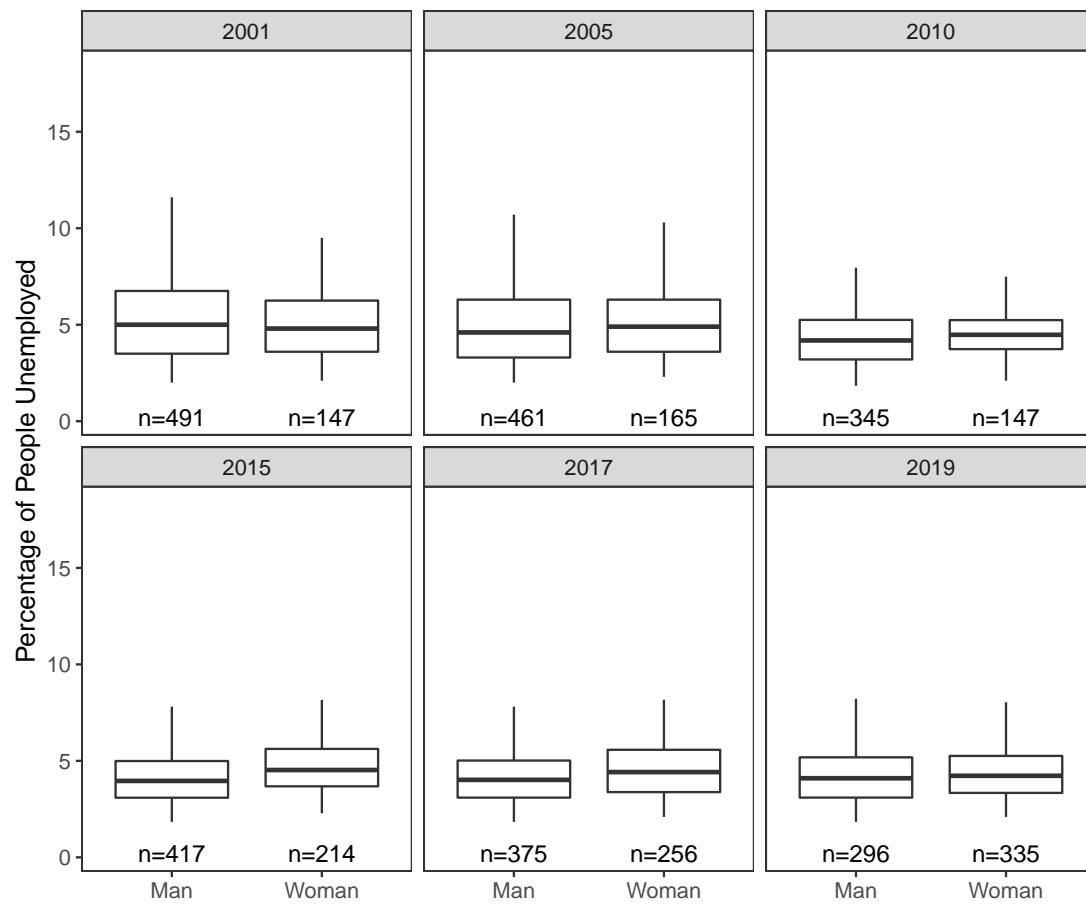 2001
2005
2010
15
10
5
0
n=491
n=147
n=461
n=165
n=345
n=147
Percentage of People Unemployed
2015
2017
2019
15
10
5
0
n=417
n=214
n=375
n=256
n=296
n=335
Man
Woman
Man
Woman
Man
Woman